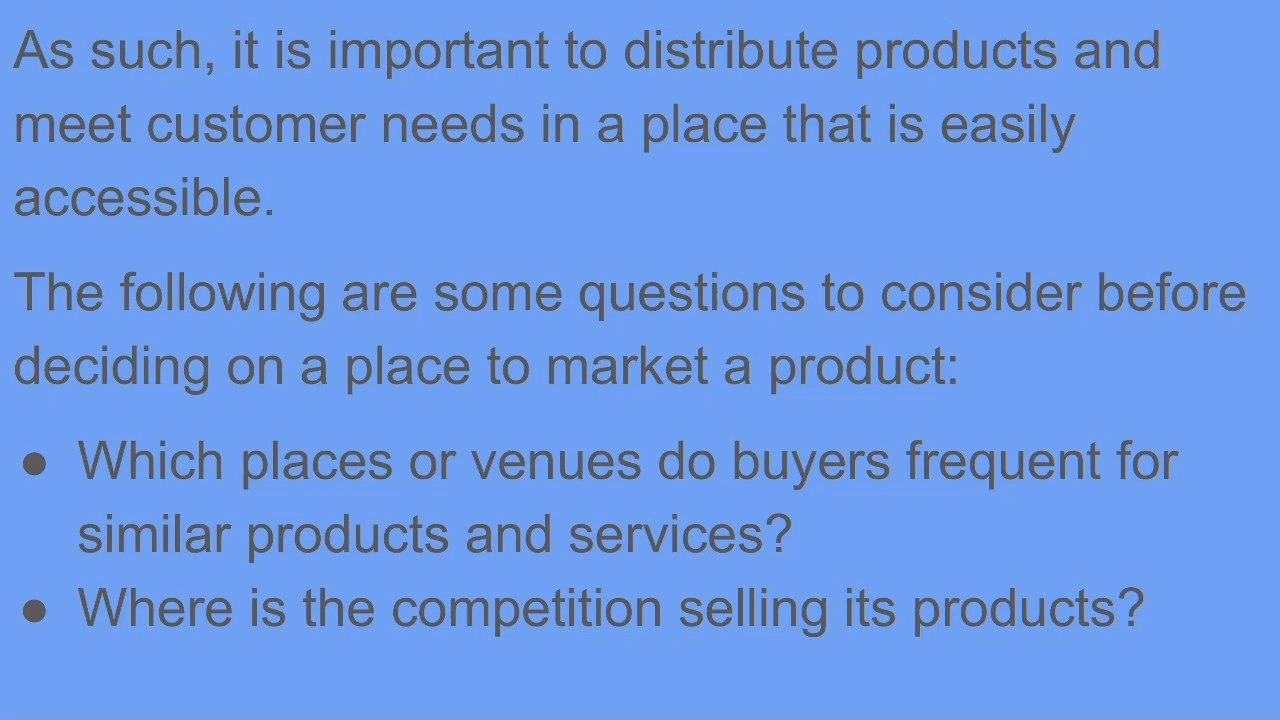 As such, it is important to distribute products and
meet customer needs in a place that is easily
accessible.
The following are some questions to consider before
deciding on a place to market a product:
● Which places or venues do buyers frequent for
similar products and services?
● Where is the competition selling its products?